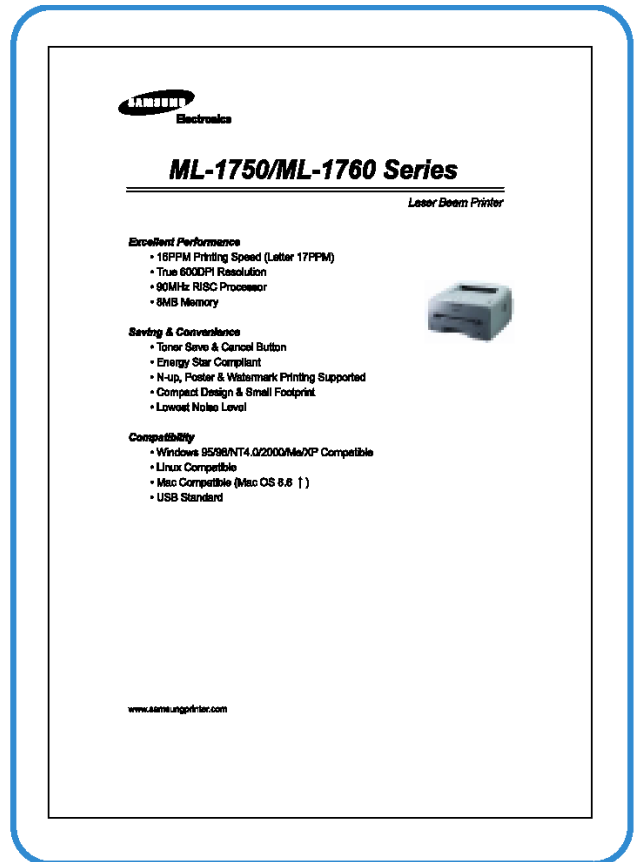 SAMSUNG
Electronics
ML-1750/ML-1760 Series
Laser Beam Printer
Excellent Performance
• 16PPM Printing Speed (Letter 17PPM)
• True 600DPI Resolution
• 90MHz RISC Processor
• 8MB Memory
Saving & Convenience
• Toner Save & Cancel Button
• Energy Star Compliant
• N-up, Poster & Watermark Printing Supported
• Compact Design & Small Footprint
• Lowest Noise Level
Compatibility
• Windows 95/98/NT4.0/2000/Me/XP Compatible
• Linux Compatible
• Mac Compatible (Mac OS 8.6 ↑ )
• USB Standard
www.samsungprinter.com